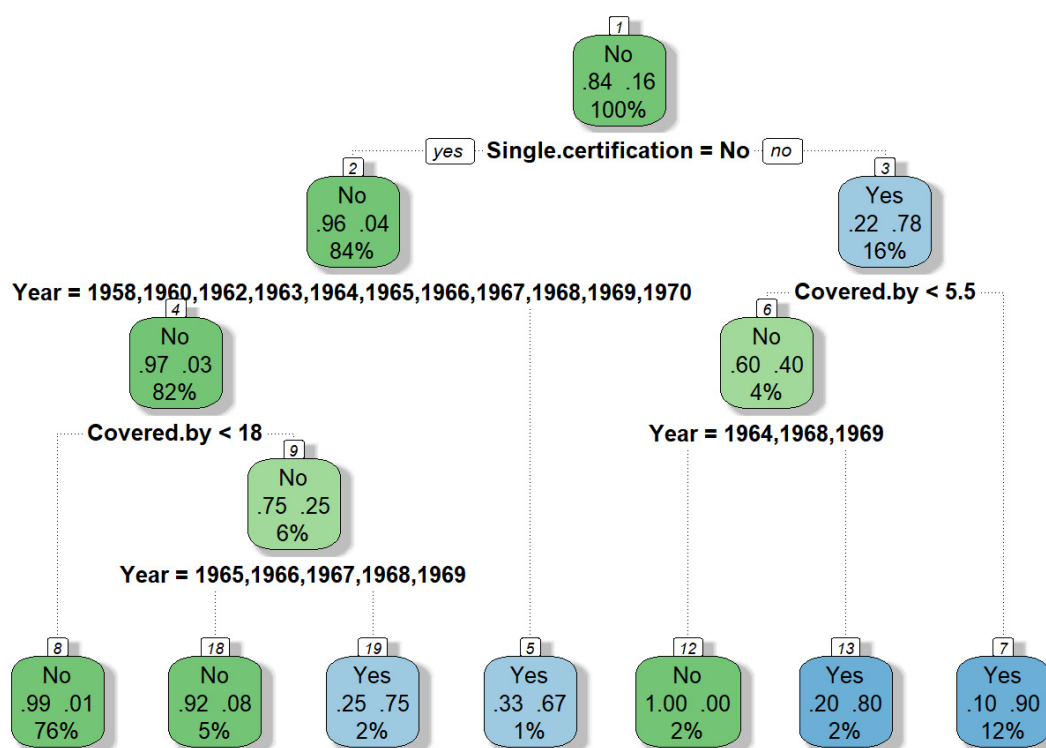 1
No
.84 .16
100%
yes Single.certification = No no
2
No
.96 .04
84%
3
Yes
.22 .78
16%
Year = 1958,1960,1962,1963,1964,1965,1966,1967,1968,1969,1970
Covered.by < 5.5
4
No
.97 .03
82%
6
No
.60 .40
4%
Covered.by < 18
Year = 1964,1968,1969
9
No
.75 .25
6%
Year = 1965,1966,1967,1968,1969
8
No
.99 .01
76%
18
No
.92 .08
5%
19
Yes
.25 .75
2%
5
Yes
.33 .67
1%
12
No
1.00 .00
2%
13
Yes
.20 .80
2%
7
Yes
.10 .90
12%